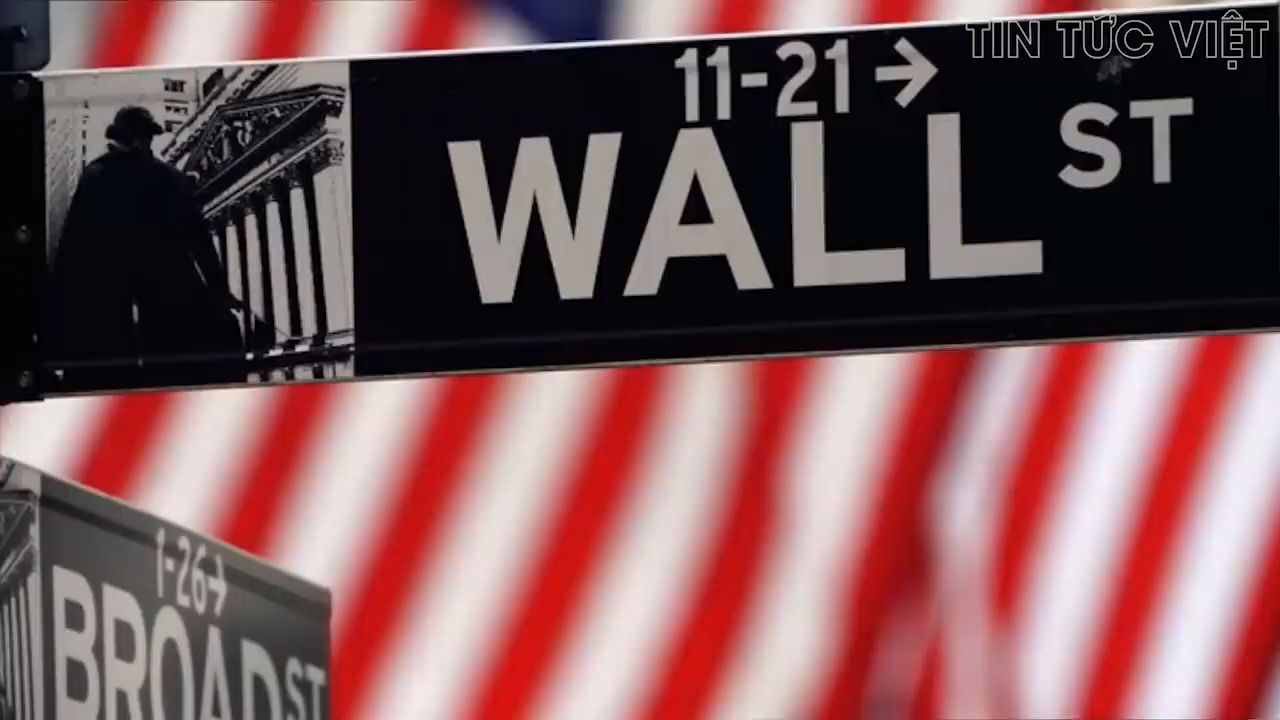 TIN TỨC VIỆT
11-21 →
WALL ST
1-26 →
BROAD ST